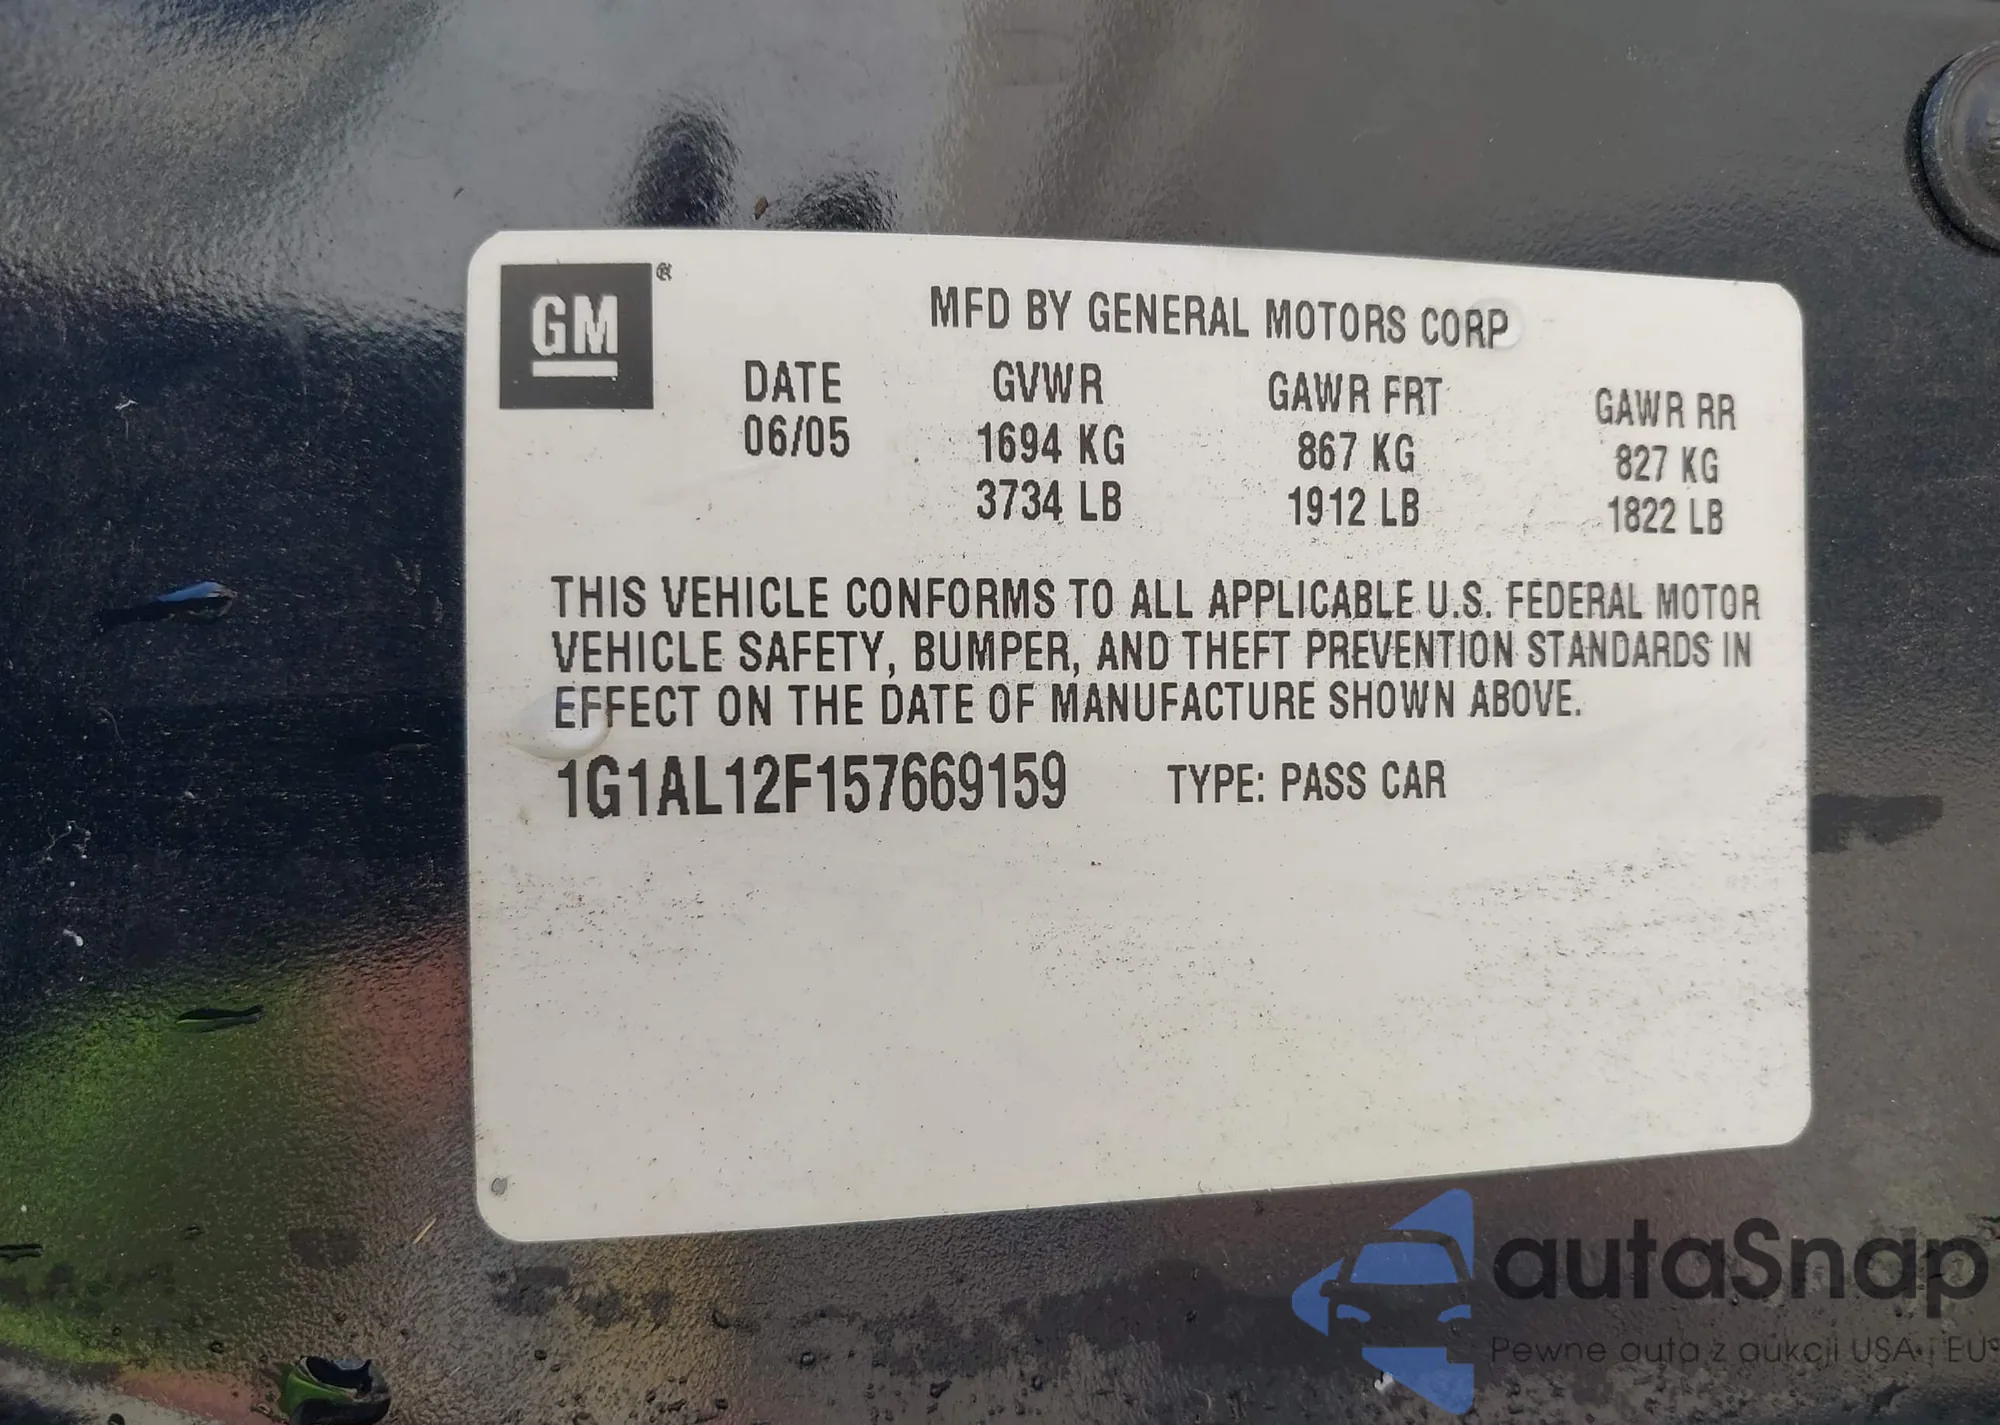 GM®
MFD BY GENERAL MOTORS CORP
DATE GVWR GAWR FRT GAWR RR
06/05 1694 KG 867 KG 827 KG
3734 LB 1912 LB 1822 LB
THIS VEHICLE CONFORMS TO ALL APPLICABLE U.S. FEDERAL MOTOR
VEHICLE SAFETY, BUMPER, AND THEFT PREVENTION STANDARDS IN
EFFECT ON THE DATE OF MANUFACTURE SHOWN ABOVE.
1G1AL12F157669159 TYPE: PASS CAR
autaSnap
Pewne auta z aukcji USA i EU